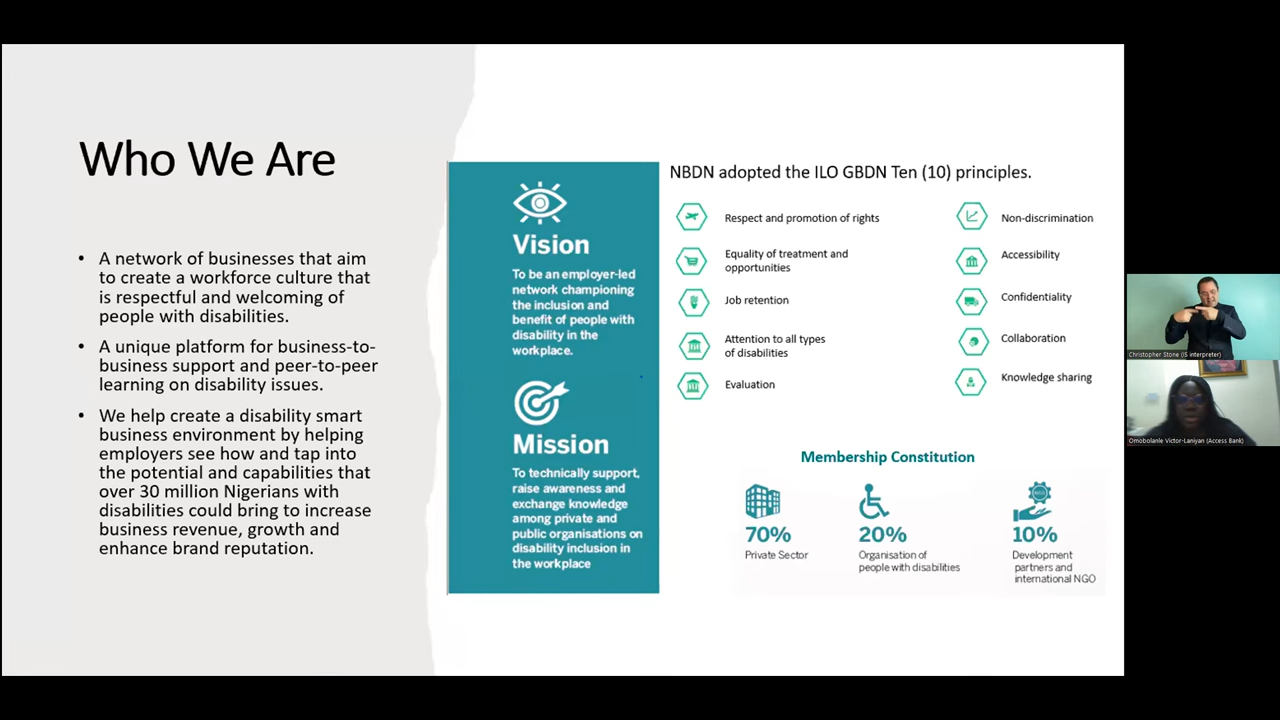 Who We Are
• A network of businesses that aim
to create a workforce culture that
is respectful and welcoming of
people with disabilities.
• A unique platform for business-to-
business support and peer-to-peer
learning on disability issues.
• We help create a disability smart
business environment by helping
employers see how and tap into
the potential and capabilities that
over 30 million Nigerians with
disabilities could bring to increase
business revenue, growth and
enhance brand reputation.
Vision
To be an employer-led
network championing
the inclusion and
benefit of people with
disability in the
workplace.
Mission
To technically support,
raise awareness and
exchange knowledge
among private and
public organisations on
disability inclusion in
the workplace
NBDN adopted the ILO GBDN Ten (10) principles.
Respect and promotion of rights
Equality of treatment and
opportunities
Job retention
Attention to all types
of disabilities
Evaluation
Non-discrimination
Accessibility
Confidentiality
Collaboration
Knowledge sharing
Membership Constitution
70%
Private Sector
20%
Organisation of
people with disabilities
10%
Development
partners and
international NGO
Christopher Stone (IS interpreter)
Omobolanle Victor-Laniyan (Access Bank)